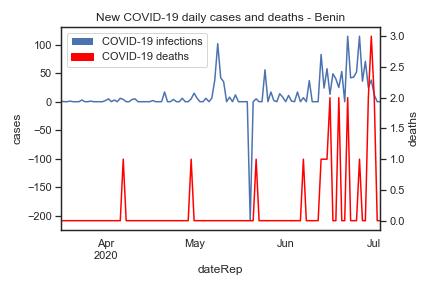 New COVID-19 daily cases and deaths - Benin
COVID-19 infections
COVID-19 deaths
100
50
0
−50
−100
−150
−200
cases
3.0
2.5
2.0
1.5
1.0
0.5
0.0
deaths
Apr
2020
May
Jun
Jul
dateRep